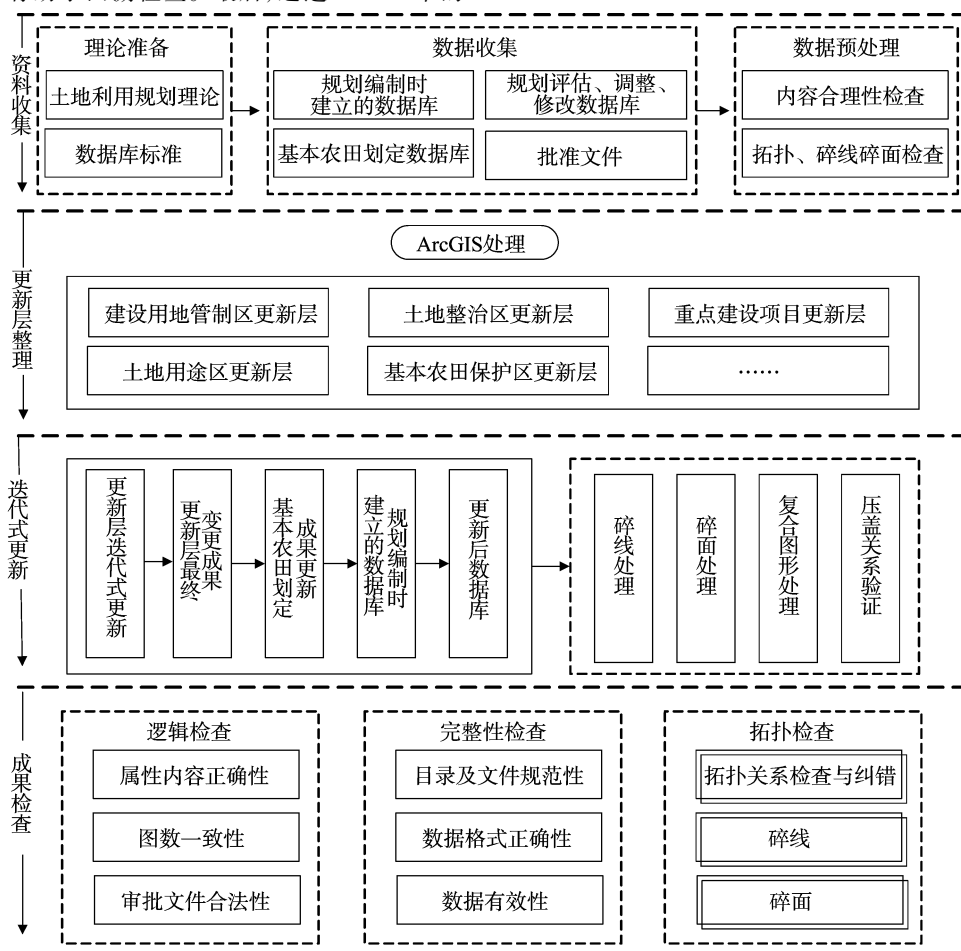 资料收集
理论准备
土地利用规划理论
数据库标准
数据收集
规划编制时
建立的数据库
规划评估、调整、
修改数据库
基本农田划定数据库
批准文件
数据预处理
内容合理性检查
拓扑、碎线碎面检查
更新层整理
ArcGIS处理
建设用地管制区更新层
土地整治区更新层
重点建设项目更新层
土地用途区更新层
基本农田保护区更新层
……
迭代式更新
更新层迭代式更新
变更成果
更新层最终
成果更新
基本农田划定
规划编制时
建立的数据库
更新后数据库
碎线处理
碎面处理
复合图形处理
压盖关系验证
成果检查
逻辑检查
属性内容正确性
图数一致性
审批文件合法性
完整性检查
目录及文件规范性
数据格式正确性
数据有效性
拓扑检查
拓扑关系检查与纠错
碎线
碎面